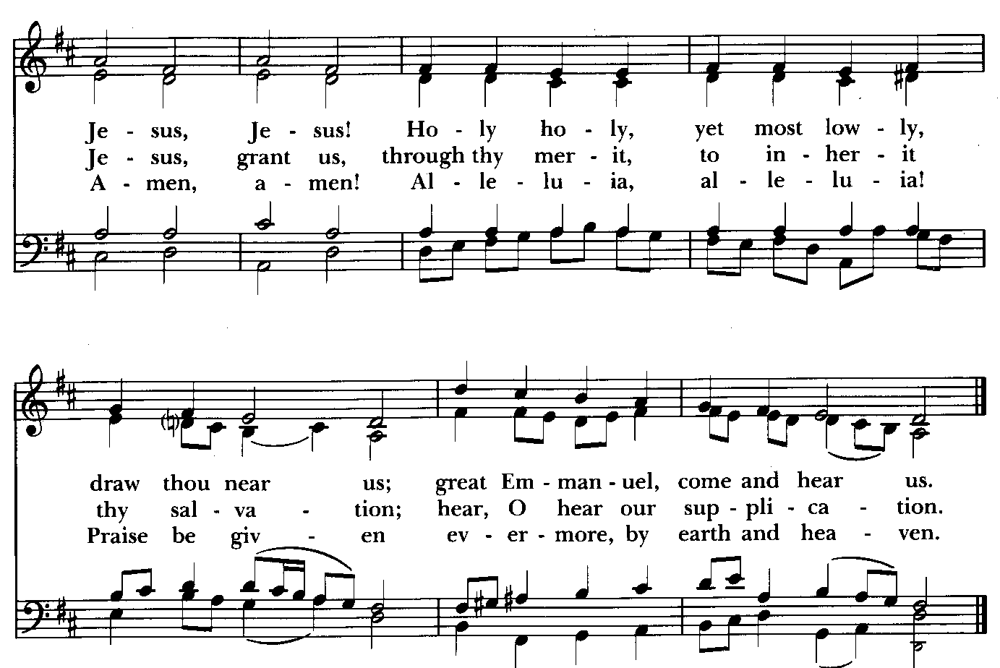 Je - sus, Je - sus! Ho - ly ho - ly, yet most low - ly,
Je - sus, grant us, through thy mer - it, to in - her - it
A - men, a - men! Al - le - lu - ia, al - le - lu - ia!
draw thou near us; great Em - man - uel, come and hear us.
thy sal - va - tion; hear, O hear our sup - pli - ca - tion.
Praise be giv - en ev - er - more, by earth and hea - ven.